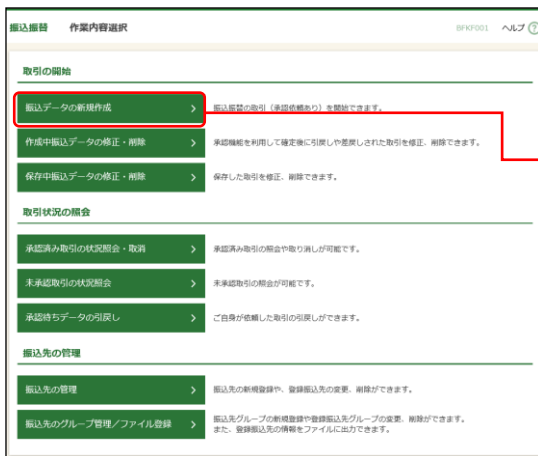 振込振替 作業内容選択 BFKF001 ヘルプ ?
取引の開始
振込データの新規作成 > 振込振替の取引（承認依頼あり）を開始できます。
作成中振込データの修正・削除 > 承認機能を利用して確定後に引戻しや差戻しされた取引を修正、削除できます。
保存中振込データの修正・削除 > 保存した取引を修正、削除できます。
取引状況の照会
承認済み取引の状況照会・取消 > 承認済み取引の照会や取り消しが可能です。
未承認取引の状況照会 > 未承認取引の照会が可能です。
承認待ちデータの引戻し > ご自身が依頼した取引の引戻しができます。
振込先の管理
振込先の管理 > 振込先の新規登録や、登録振込先の変更、削除ができます。
振込先のグループ管理／ファイル登録 > 振込先グループの新規登録や登録振込先グループの変更、削除ができます。
また、登録振込先の情報をファイルに出力できます。